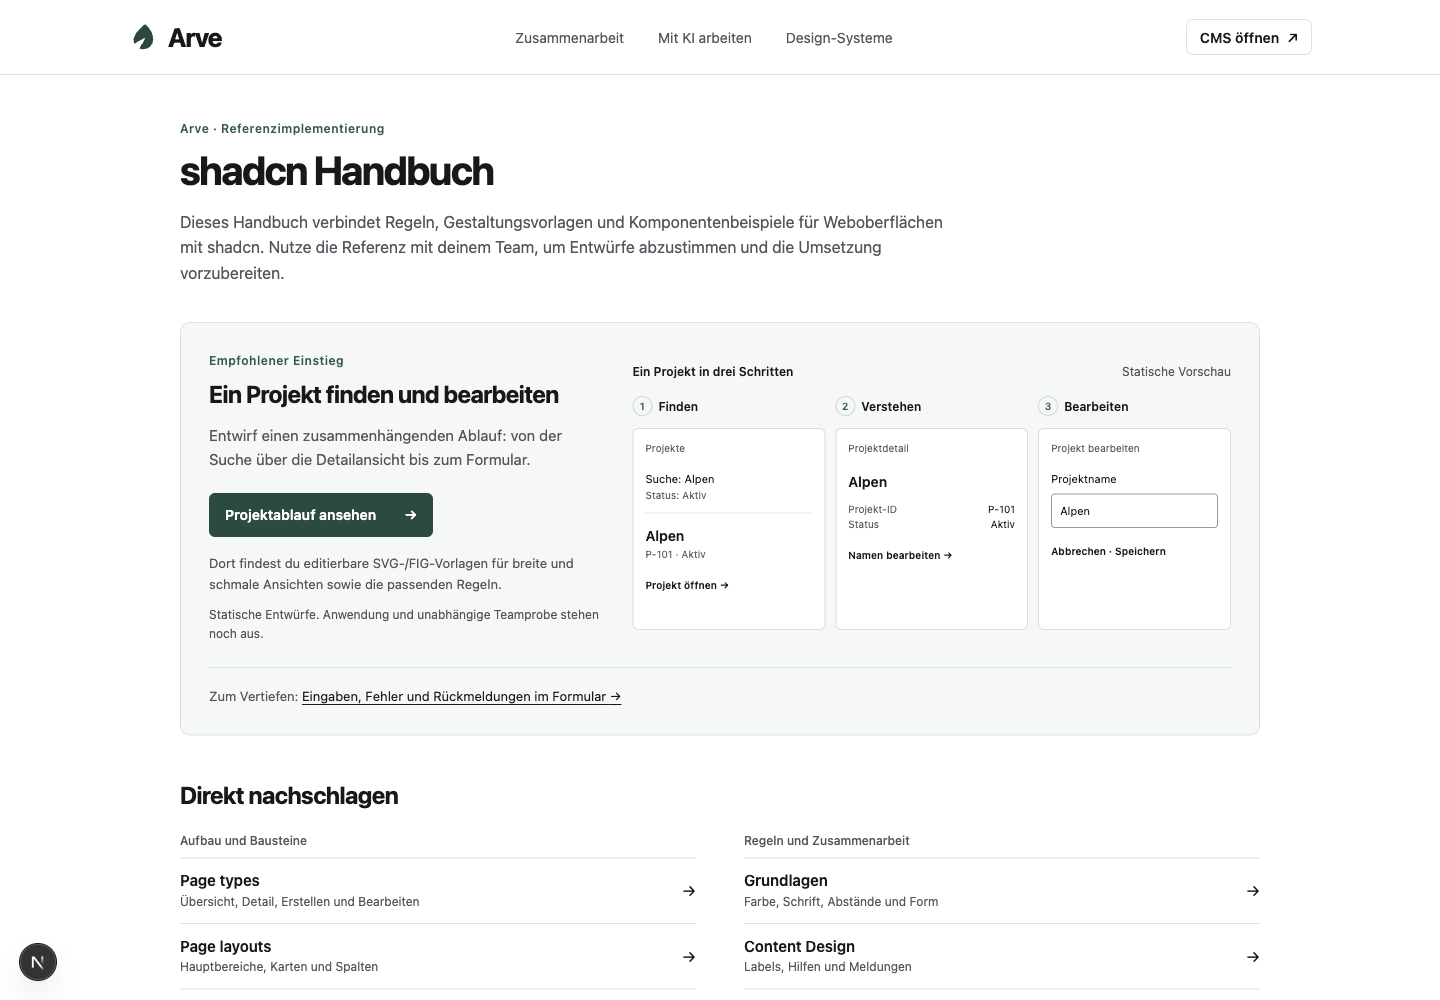 Arve
Zusammenarbeit
Mit KI arbeiten
Design-Systeme
CMS öffnen ↗
Arve · Referenzimplementierung
shadcn Handbuch
Dieses Handbuch verbindet Regeln, Gestaltungsvorlagen und Komponentenbeispiele für Weboberflächen
mit shadcn. Nutze die Referenz mit deinem Team, um Entwürfe abzustimmen und die Umsetzung
vorzubereiten.
Empfohlener Einstieg
Ein Projekt finden und bearbeiten
Entwirf einen zusammenhängenden Ablauf: von der
Suche über die Detailansicht bis zum Formular.
Projektablauf ansehen →
Dort findest du editierbare SVG-/FIG-Vorlagen für breite und
schmale Ansichten sowie die passenden Regeln.
Statische Entwürfe. Anwendung und unabhängige Teamprobe stehen
noch aus.
Ein Projekt in drei Schritten
Statische Vorschau
1 Finden
Projekte
Suche: Alpen
Status: Aktiv
Alpen
P-101 · Aktiv
Projekt öffnen →
2 Verstehen
Projektdetail
Alpen
Projekt-ID P-101
Status Aktiv
Namen bearbeiten →
3 Bearbeiten
Projekt bearbeiten
Projektname
Alpen
Abbrechen · Speichern
Zum Vertiefen: Eingaben, Fehler und Rückmeldungen im Formular →
Direkt nachschlagen
Aufbau und Bausteine
Page types →
Übersicht, Detail, Erstellen und Bearbeiten
Page layouts →
Hauptbereiche, Karten und Spalten
Regeln und Zusammenarbeit
Grundlagen →
Farbe, Schrift, Abstände und Form
Content Design →
Labels, Hilfen und Meldungen
N